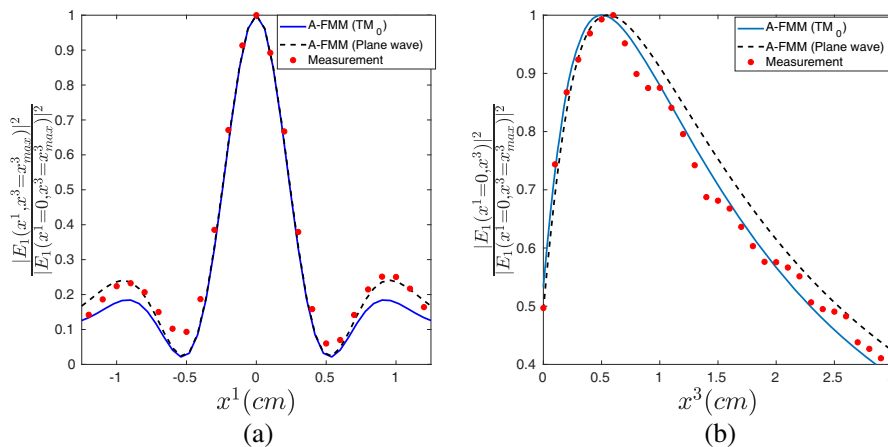 |E₁(x¹,x³=x³ₘₐₓ)|²
|E₁(x¹=0,x³=x³ₘₐₓ)|²
1
0.9
0.8
0.7
0.6
0.5
0.4
0.3
0.2
0.1
0
A-FMM (TM ₀)
A-FMM (Plane wave)
Measurement
-1 -0.5 0 0.5 1
x¹(cm)
(a)
|E₁(x¹=0,x³)|²
|E₁(x¹=0,x³=x³ₘₐₓ)|²
1
0.9
0.8
0.7
0.6
0.5
0.4
A-FMM (TM₀)
A-FMM (Plane wave)
Measurement
0 0.5 1 1.5 2 2.5
x³(cm)
(b)